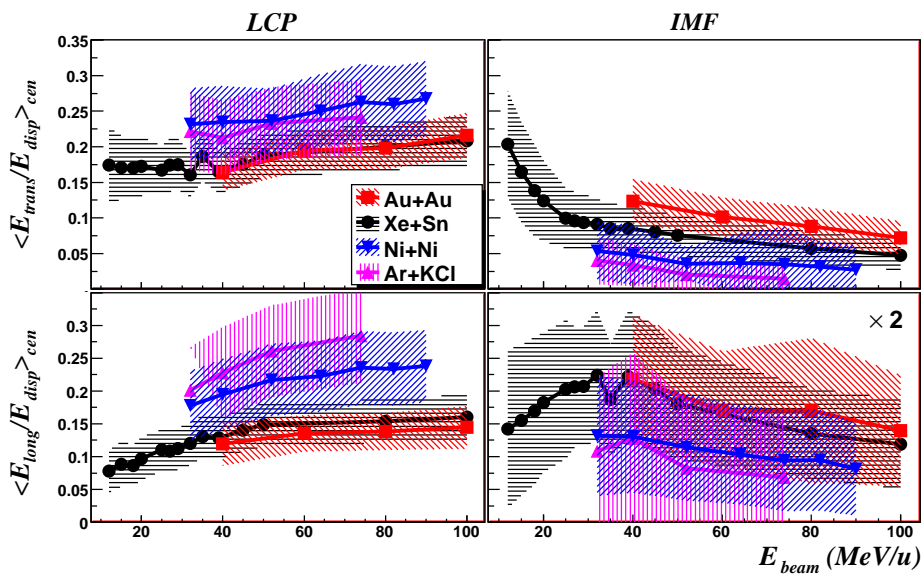 LCP IMF
0.35
0.3
0.25
0.2
0.15
0.1
0.05
<E_trans/E_disp>_cen
Au+Au
Xe+Sn
Ni+Ni
Ar+KCl
× 2
0.3
0.25
0.2
0.15
0.1
0.05
0
<E_long/E_disp>_cen
20 40 60 80 100 20 40 60 80 100
E_beam (MeV/u)